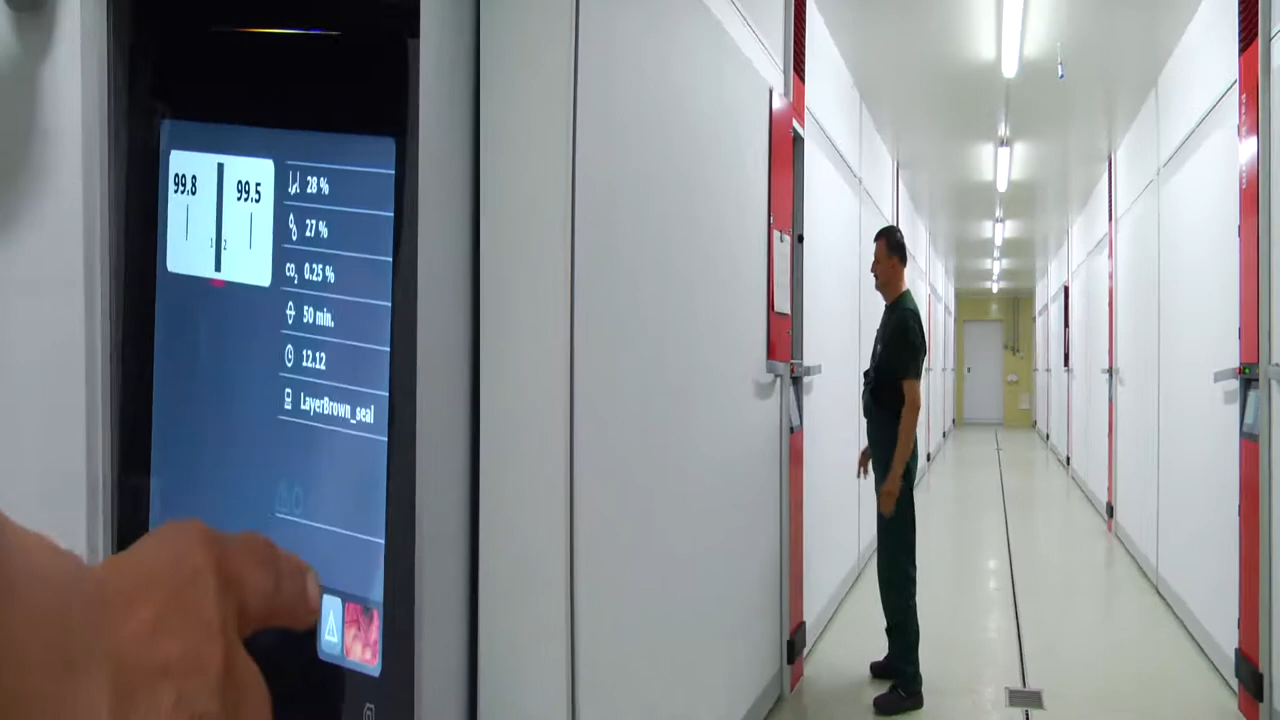 99.8 99.5
1 2
28 %
27 %
CO2 0.25 %
50 min.
12.12
LayerBrown_seal